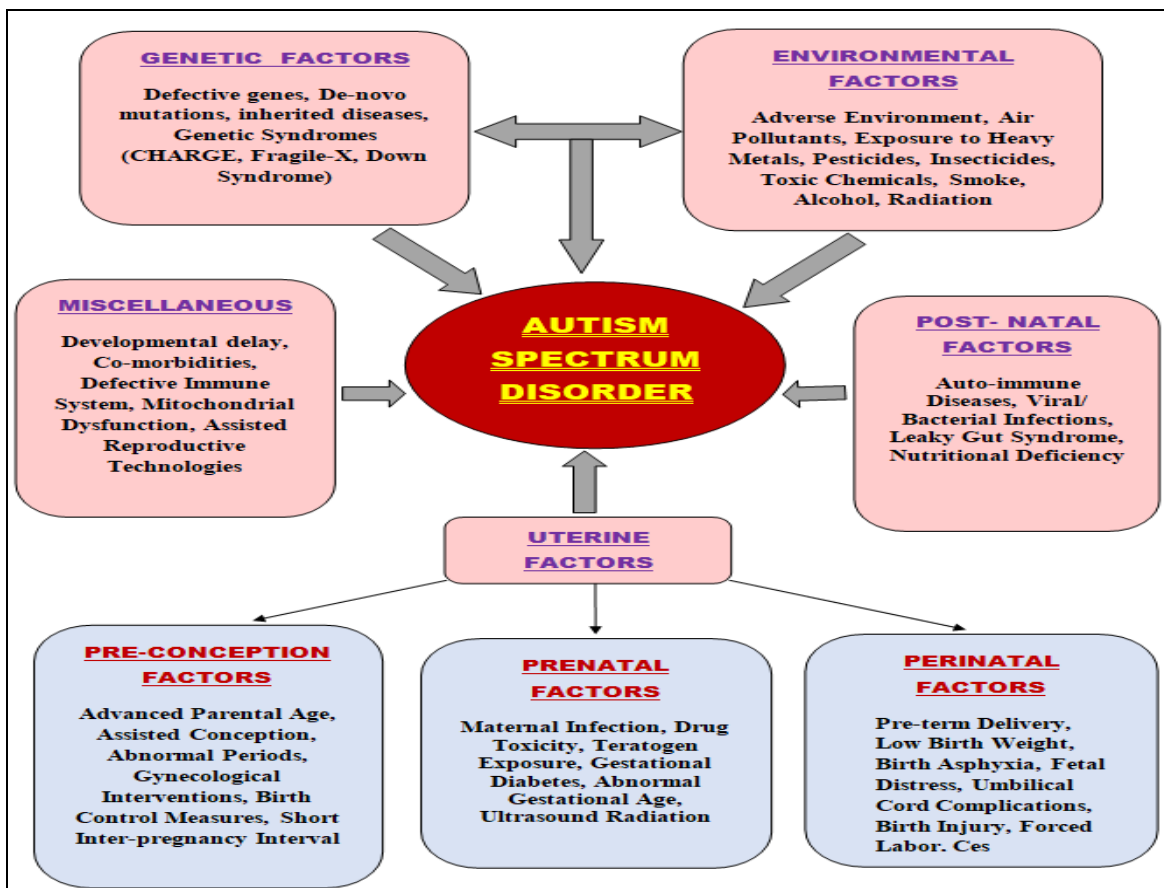 GENETIC FACTORS
Defective genes, De-novo
mutations, inherited diseases,
Genetic Syndromes
(CHARGE, Fragile-X, Down
Syndrome)
ENVIRONMENTAL
FACTORS
Adverse Environment, Air
Pollutants, Exposure to Heavy
Metals, Pesticides, Insecticides,
Toxic Chemicals, Smoke,
Alcohol, Radiation
MISCELLANEOUS
Developmental delay,
Co-morbidities,
Defective Immune
System, Mitochondrial
Dysfunction, Assisted
Reproductive
Technologies
AUTISM
SPECTRUM
DISORDER
POST- NATAL
FACTORS
Auto-immune
Diseases, Viral/
Bacterial Infections,
Leaky Gut Syndrome,
Nutritional Deficiency
UTERINE
FACTORS
PRE-CONCEPTION
FACTORS
Advanced Parental Age,
Assisted Conception,
Abnormal Periods,
Gynecological
Interventions, Birth
Control Measures, Short
Inter-pregnancy Interval
PRENATAL
FACTORS
Maternal Infection, Drug
Toxicity, Teratogen
Exposure, Gestational
Diabetes, Abnormal
Gestational Age,
Ultrasound Radiation
PERINATAL
FACTORS
Pre-term Delivery,
Low Birth Weight,
Birth Asphyxia, Fetal
Distress, Umbilical
Cord Complications,
Birth Injury, Forced
Labor. Ces